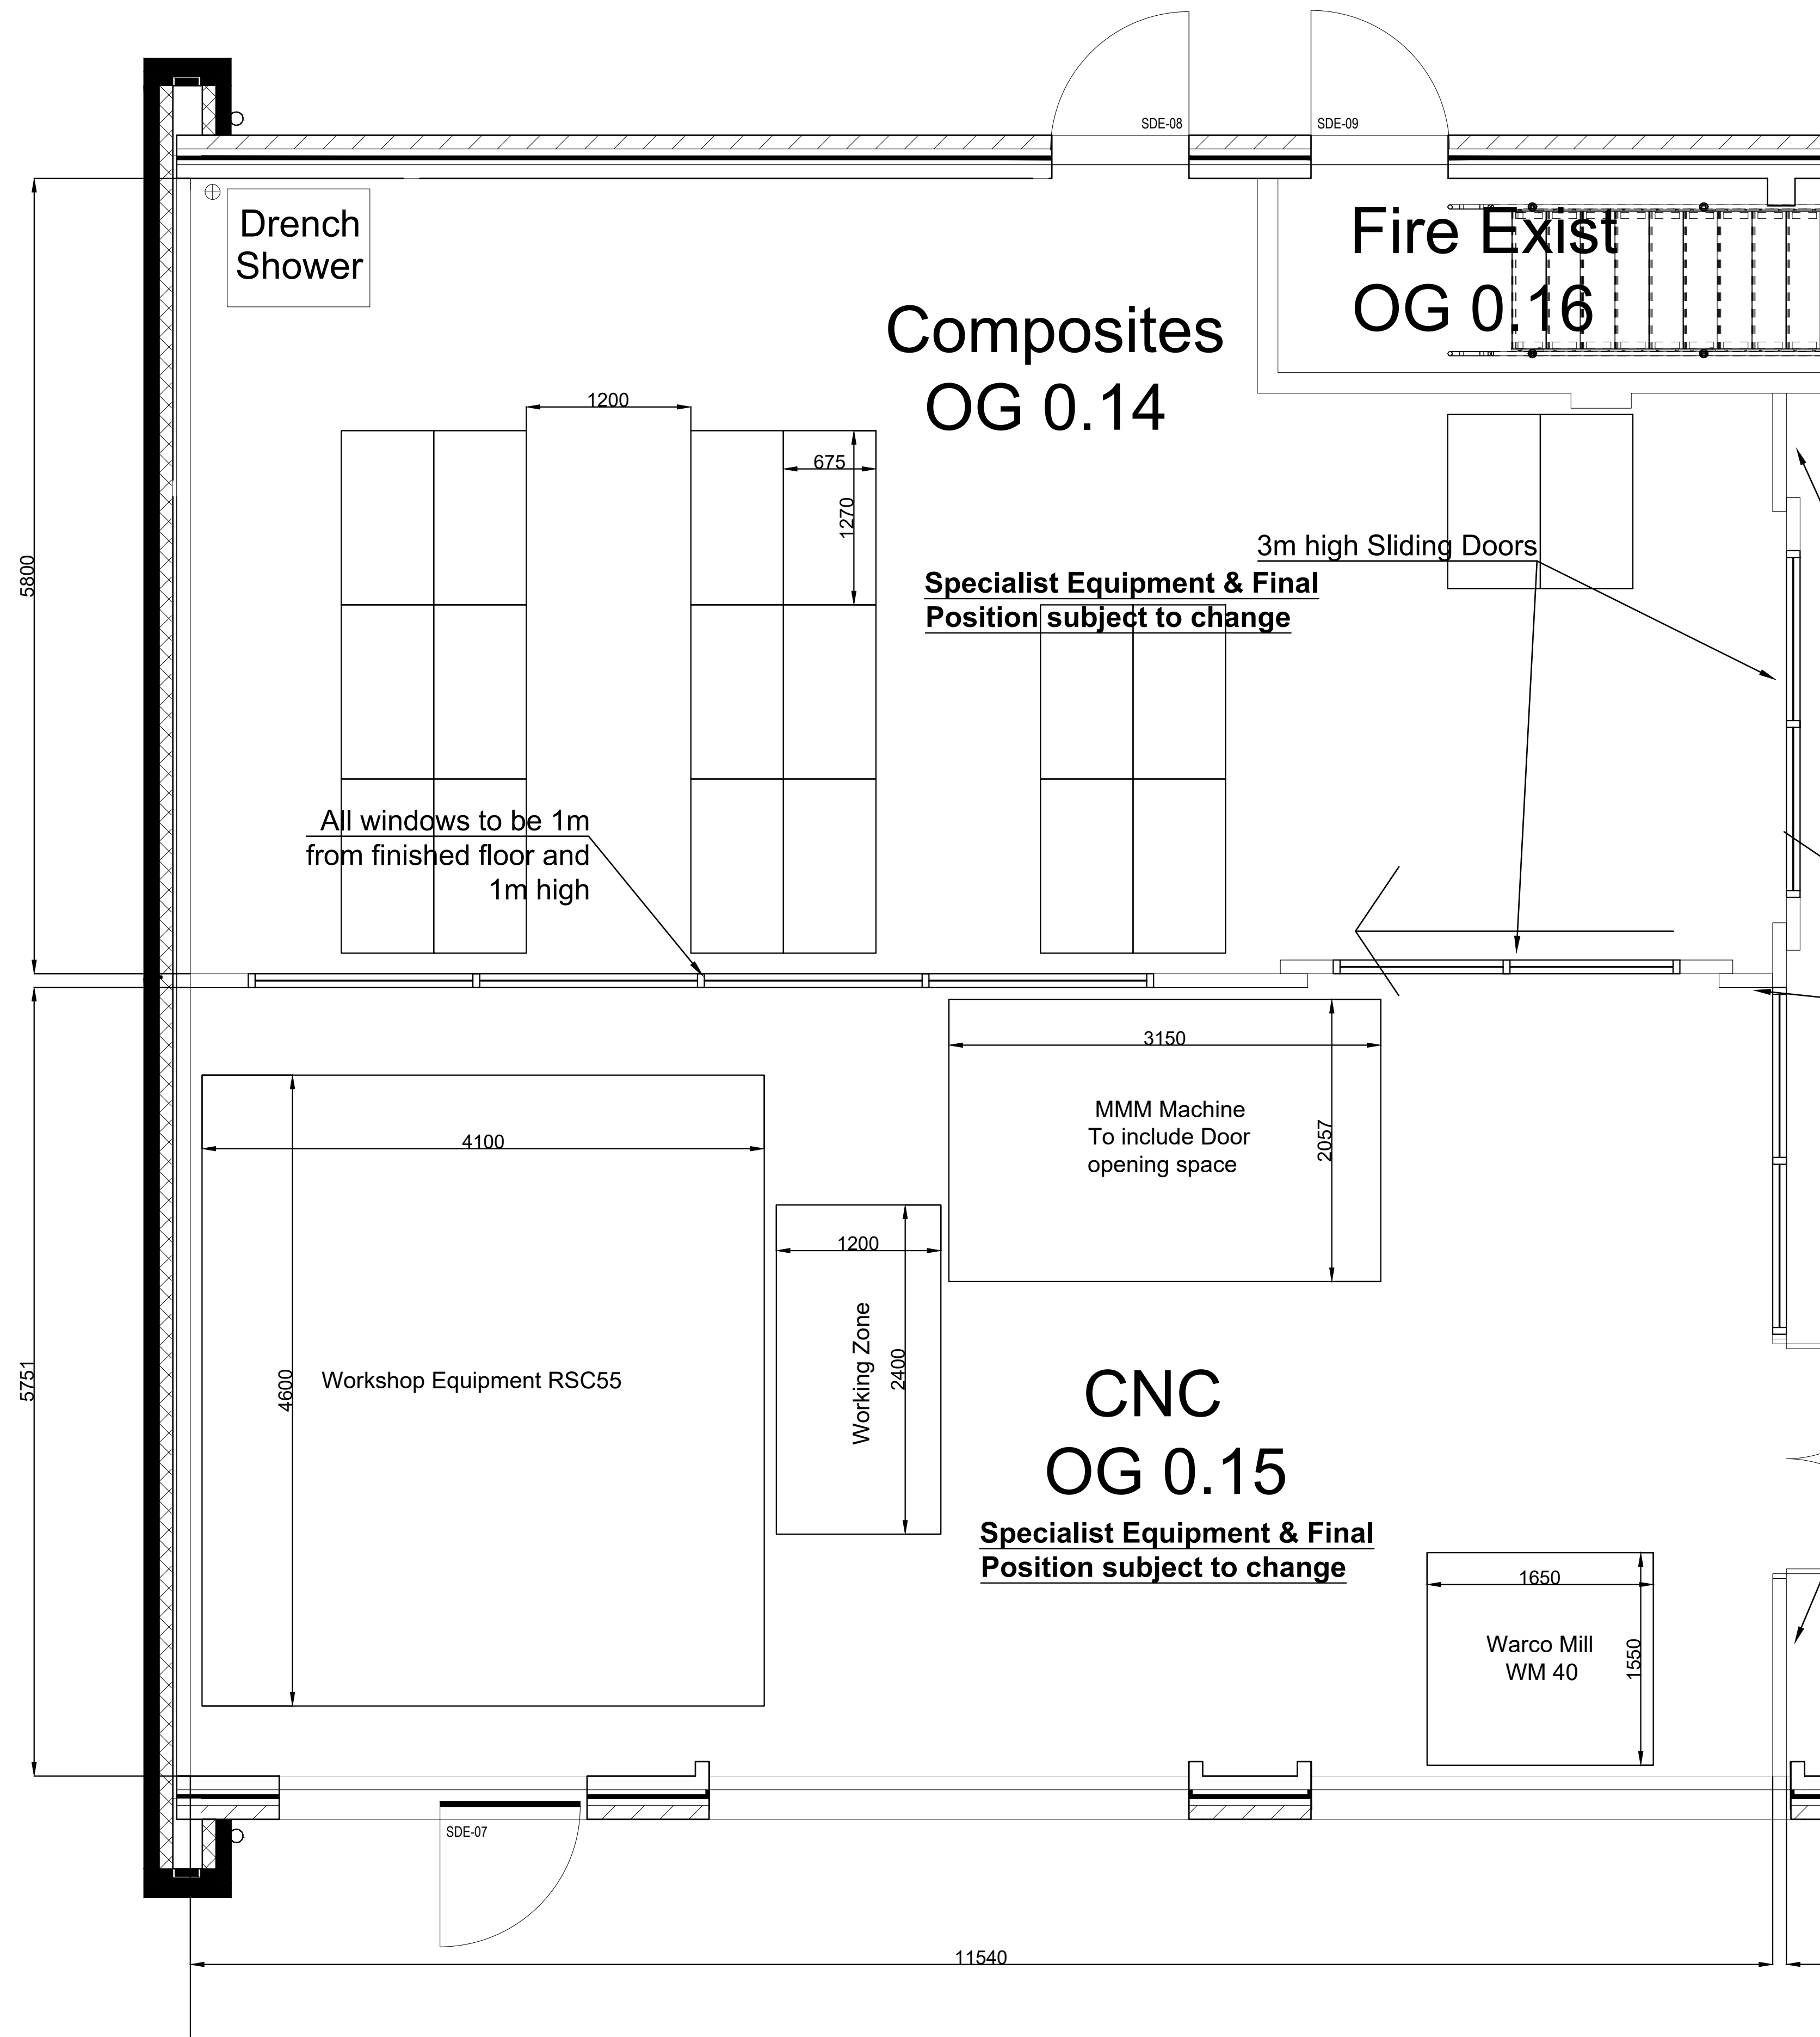 SDE-08
SDE-09
Drench
Shower
Fire Exist
OG 0.16
Composites
OG 0.14
1200
675
1270
5800
3m high Sliding Doors
Specialist Equipment & Final
Position subject to change
All windows to be 1m
from finished floor and
1m high
3150
2057
MMM Machine
To include Door
opening space
4100
4600
Workshop Equipment RSC55
1200
2400
Working Zone
5751
CNC
OG 0.15
Specialist Equipment & Final
Position subject to change
1650
1550
Warco Mill
WM 40
SDE-07
11540